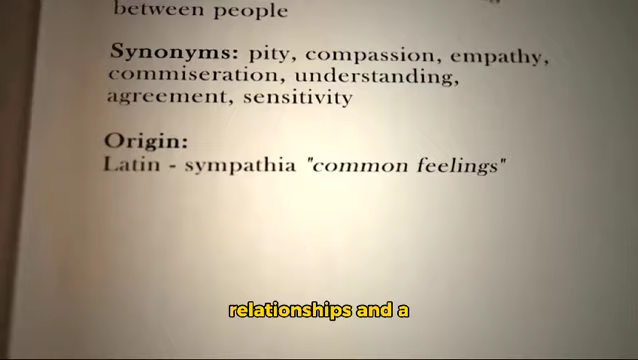 between people
Synonyms: pity, compassion, empathy,
commiseration, understanding,
agreement, sensitivity
Origin:
Latin - sympathia "common feelings"
relationships and a